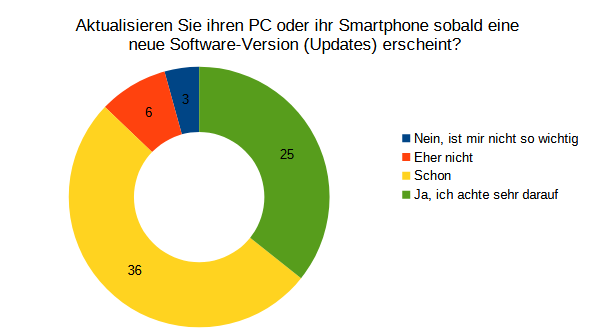 Aktualisieren Sie ihren PC oder ihr Smartphone sobald eine
neue Software-Version (Updates) erscheint?
3
6
25
36
Nein, ist mir nicht so wichtig
Eher nicht
Schon
Ja, ich achte sehr darauf